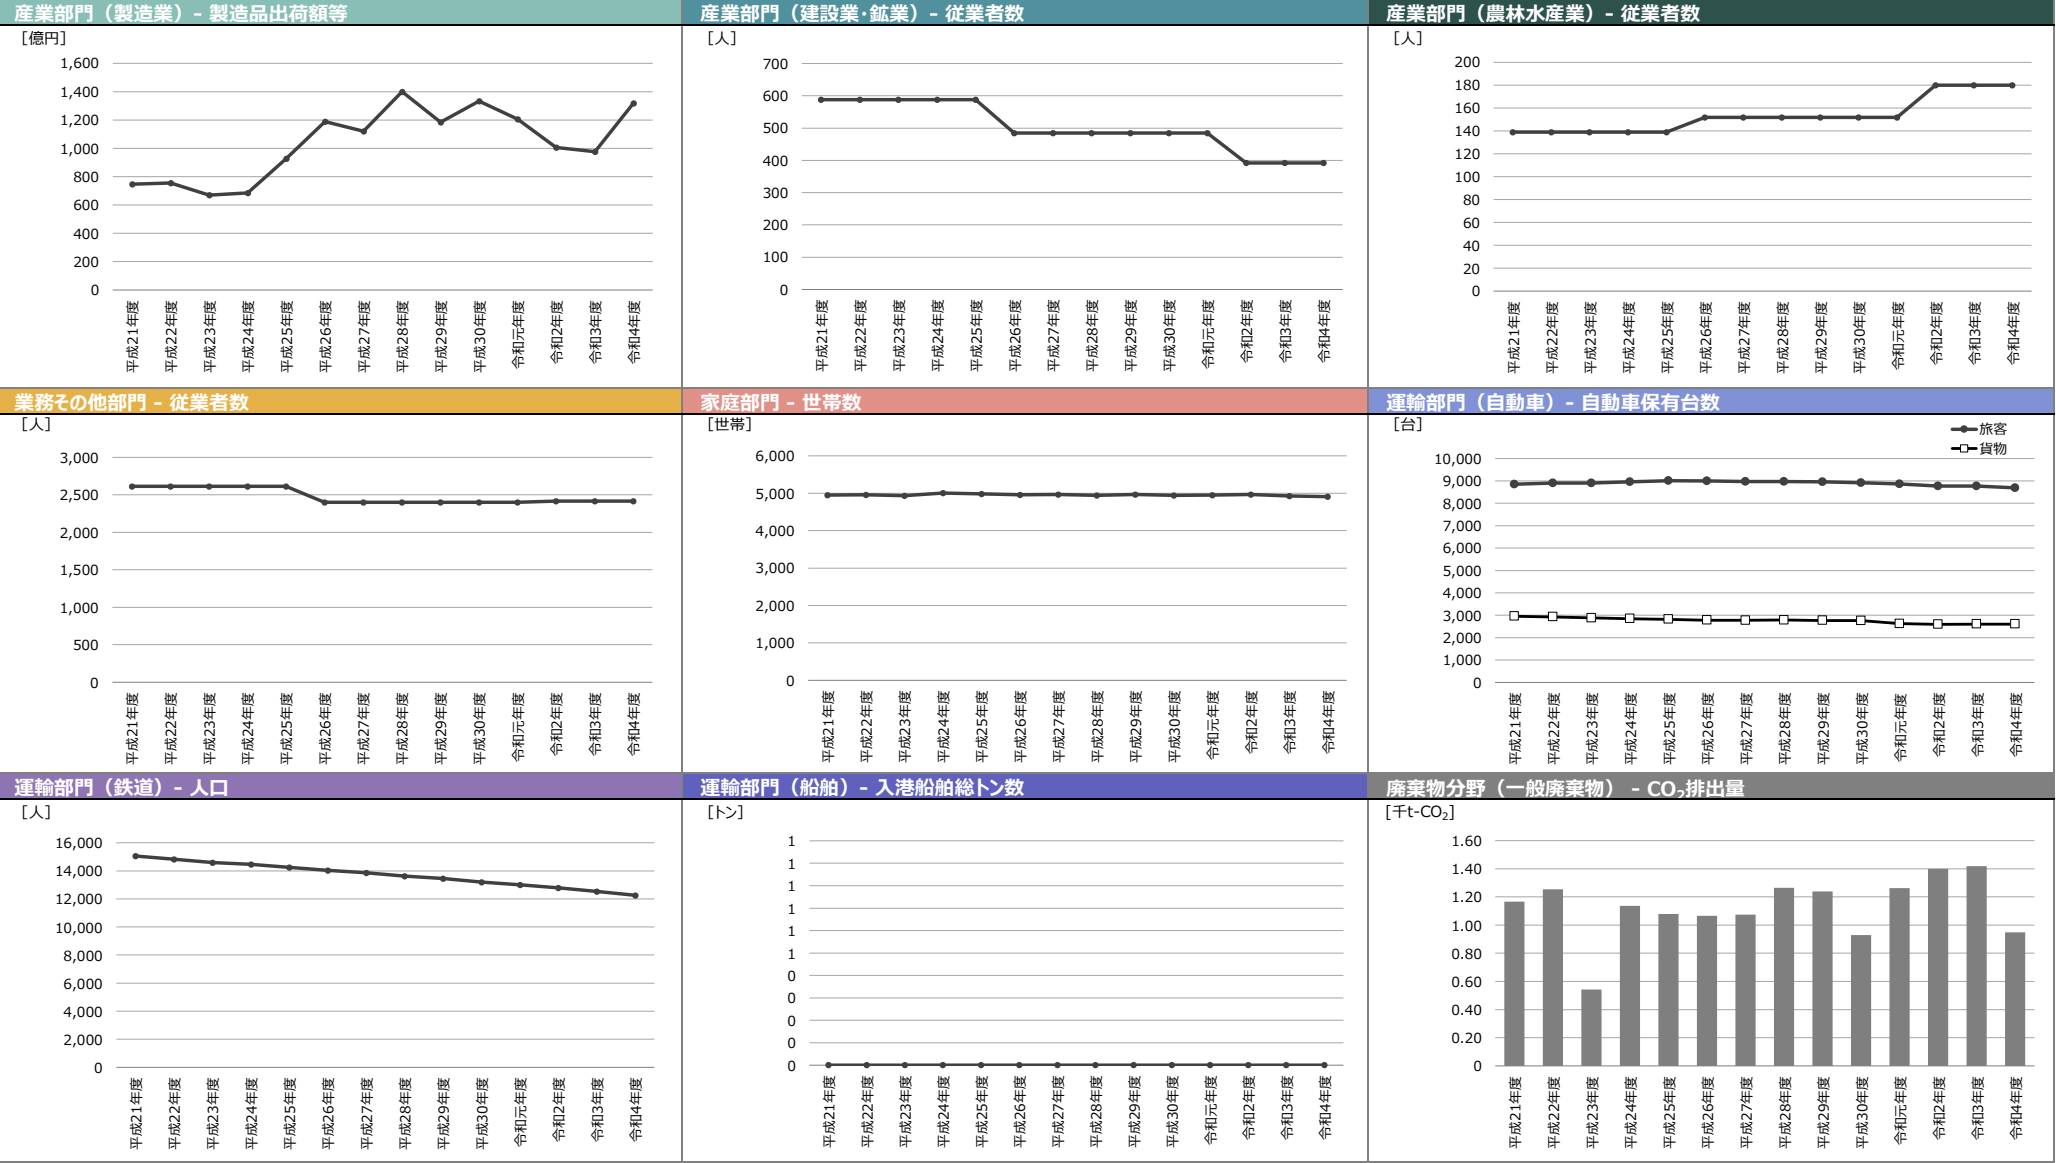 産業部門（製造業）- 製造品出荷額等
[億円]
1,600
1,400
1,200
1,000
800
600
400
200
0
平成21年度
平成22年度
平成23年度
平成24年度
平成25年度
平成26年度
平成27年度
平成28年度
平成29年度
平成30年度
令和元年度
令和2年度
令和3年度
令和4年度
産業部門（建設業･鉱業）- 従業者数
[人]
700
600
500
400
300
200
100
0
平成21年度
平成22年度
平成23年度
平成24年度
平成25年度
平成26年度
平成27年度
平成28年度
平成29年度
平成30年度
令和元年度
令和2年度
令和3年度
令和4年度
産業部門（農林水産業）- 従業者数
[人]
200
180
160
140
120
100
80
60
40
20
0
平成21年度
平成22年度
平成23年度
平成24年度
平成25年度
平成26年度
平成27年度
平成28年度
平成29年度
平成30年度
令和元年度
令和2年度
令和3年度
令和4年度
業務その他部門 - 従業者数
[人]
3,000
2,500
2,000
1,500
1,000
500
0
平成21年度
平成22年度
平成23年度
平成24年度
平成25年度
平成26年度
平成27年度
平成28年度
平成29年度
平成30年度
令和元年度
令和2年度
令和3年度
令和4年度
家庭部門 - 世帯数
[世帯]
6,000
5,000
4,000
3,000
2,000
1,000
0
平成21年度
平成22年度
平成23年度
平成24年度
平成25年度
平成26年度
平成27年度
平成28年度
平成29年度
平成30年度
令和元年度
令和2年度
令和3年度
令和4年度
運輸部門（自動車）- 自動車保有台数
[台]
旅客
貨物
10,000
9,000
8,000
7,000
6,000
5,000
4,000
3,000
2,000
1,000
0
平成21年度
平成22年度
平成23年度
平成24年度
平成25年度
平成26年度
平成27年度
平成28年度
平成29年度
平成30年度
令和元年度
令和2年度
令和3年度
令和4年度
運輸部門（鉄道）- 人口
[人]
16,000
14,000
12,000
10,000
8,000
6,000
4,000
2,000
0
平成21年度
平成22年度
平成23年度
平成24年度
平成25年度
平成26年度
平成27年度
平成28年度
平成29年度
平成30年度
令和元年度
令和2年度
令和3年度
令和4年度
運輸部門（船舶）- 入港船舶総トン数
[トン]
1
1
1
1
1
1
0
0
0
0
0
平成21年度
平成22年度
平成23年度
平成24年度
平成25年度
平成26年度
平成27年度
平成28年度
平成29年度
平成30年度
令和元年度
令和2年度
令和3年度
令和4年度
廃棄物分野（一般廃棄物） - CO₂排出量
[千t-CO₂]
1.60
1.40
1.20
1.00
0.80
0.60
0.40
0.20
0
平成21年度
平成22年度
平成23年度
平成24年度
平成25年度
平成26年度
平成27年度
平成28年度
平成29年度
平成30年度
令和元年度
令和2年度
令和3年度
令和4年度